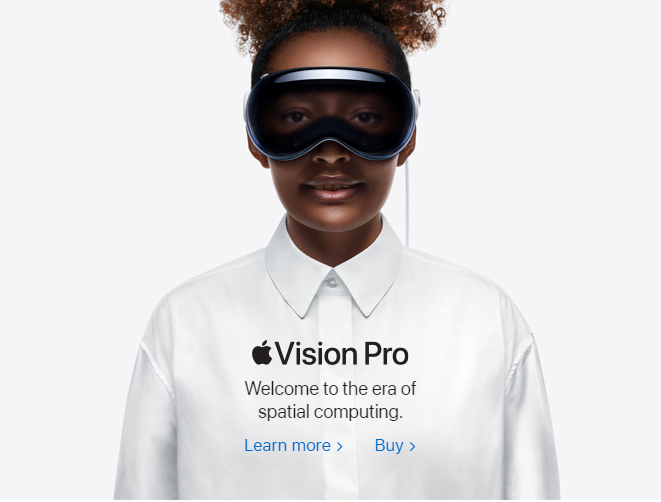 Vision Pro
Welcome to the era of
spatial computing.
Learn more >
Buy >